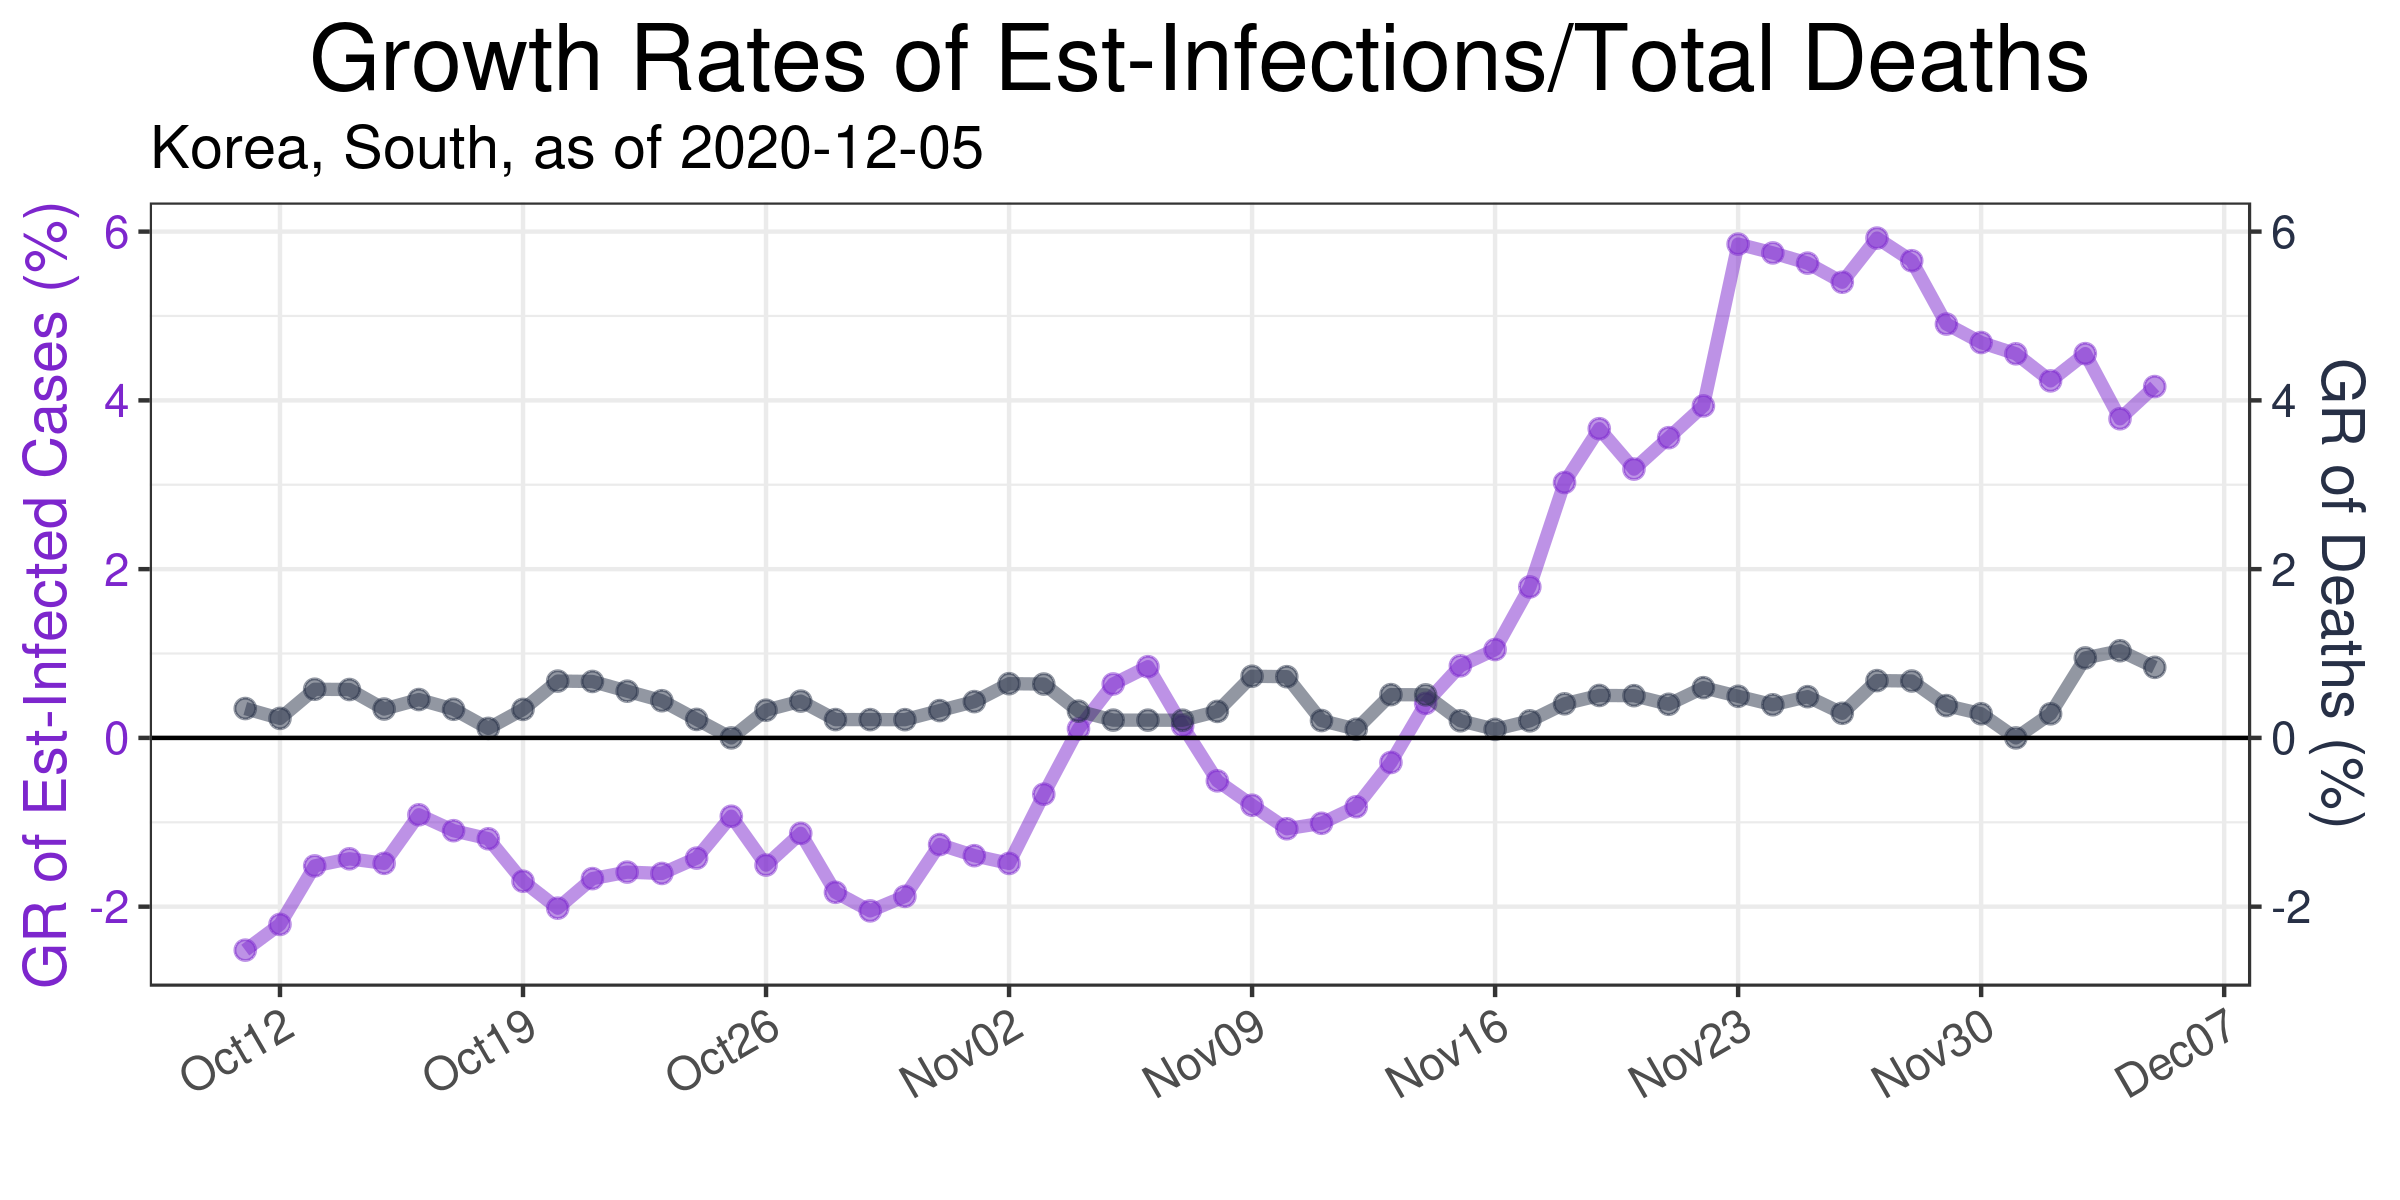 Growth Rates of Est-Infections/Total Deaths
Korea, South, as of 2020-12-05
GR of Est-Infected Cases (%)
6
4
2
0
-2
6
4
2
0
-2
GR of Deaths (%)
Oct12
Oct19
Oct26
Nov02
Nov09
Nov16
Nov23
Nov30
Dec07